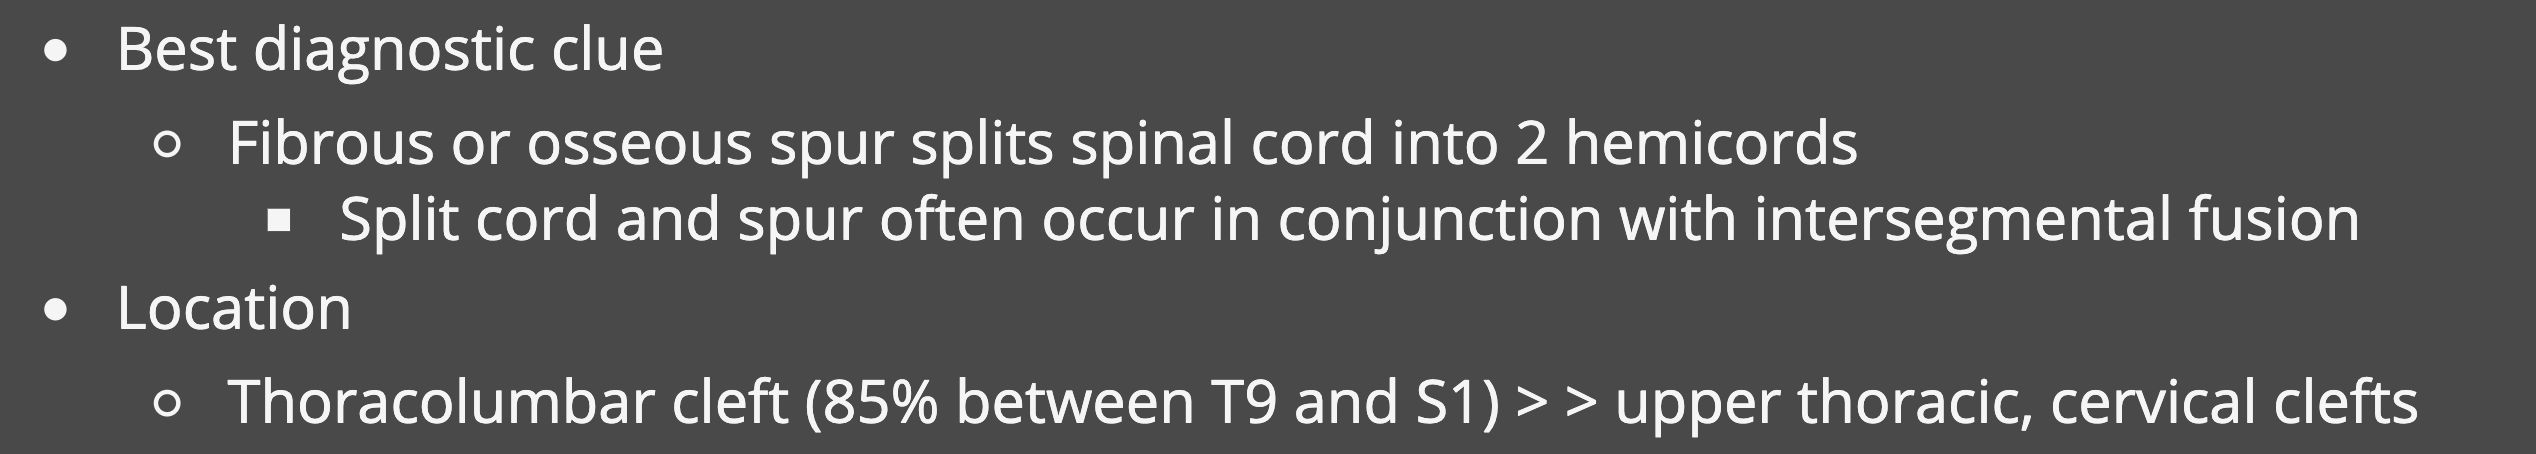 • Best diagnostic clue
○ Fibrous or osseous spur splits spinal cord into 2 hemicords
▪ Split cord and spur often occur in conjunction with intersegmental fusion
• Location
○ Thoracolumbar cleft (85% between T9 and S1) > > upper thoracic, cervical clefts